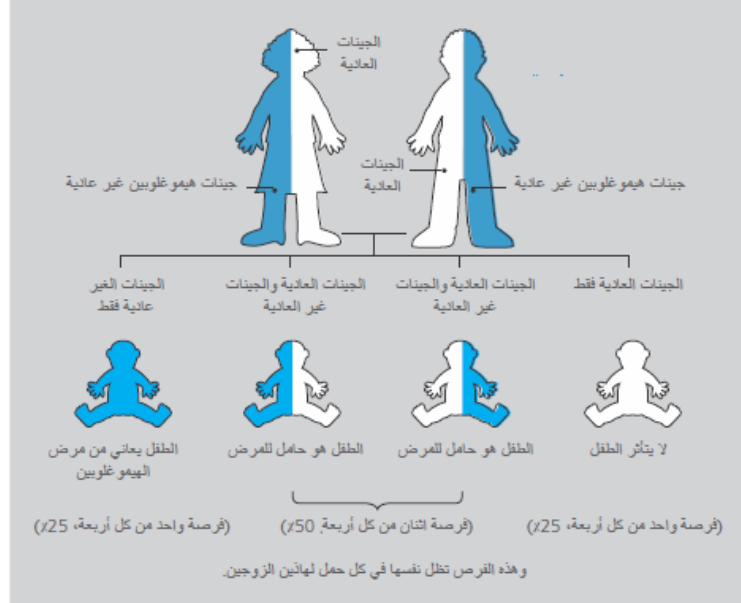 الجينات
العادية
الجينات
العادية
جينات هيموغلوبين غير عادية
جينات هيموغلوبين غير عادية
الجينات العادية فقط
الجينات العادية والجينات
غير العادية
الجينات العادية والجينات
غير العادية
الجينات الغير
عادية فقط
لا يتأثر الطفل
الطفل هو حامل للمرض
الطفل هو حامل للمرض
الطفل يعاني من مرض
الهيموغلوبين
(فرصة واحد من كل أربعة، 25٪)
(فرصة اثنان من كل أربعة, 50٪)
(فرصة واحد من كل أربعة، 25٪)
وهذه الفرص تظل نفسها في كل حمل لهاذين الزوجين.